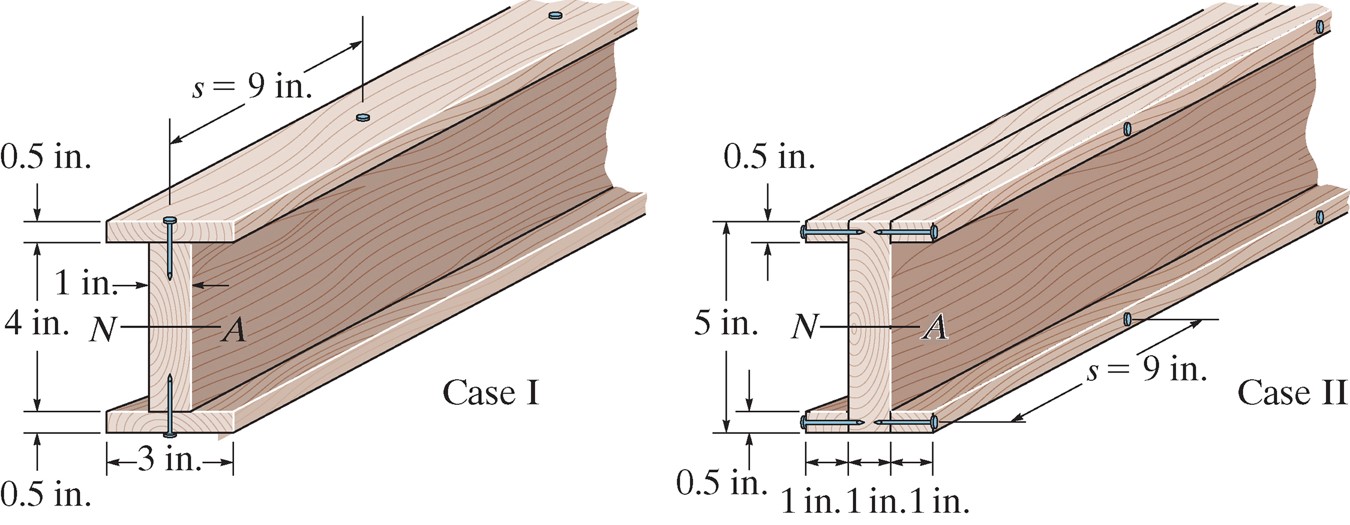 s = 9 in.
0.5 in.
1 in.
4 in.
N
A
Case I
3 in.
0.5 in.
0.5 in.
5 in.
N
A
s = 9 in.
Case II
0.5 in.
1 in. 1 in. 1 in.